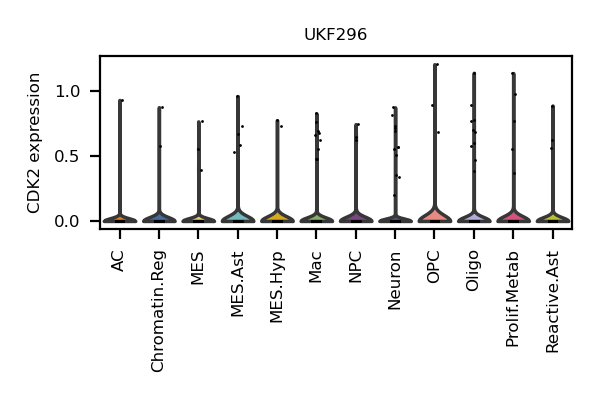 UKF296
CDK2 expression
1.0
0.5
0.0
AC
Chromatin.Reg
MES
MES.Ast
MES.Hyp
Mac
NPC
Neuron
OPC
Oligo
Prolif.Metab
Reactive.Ast